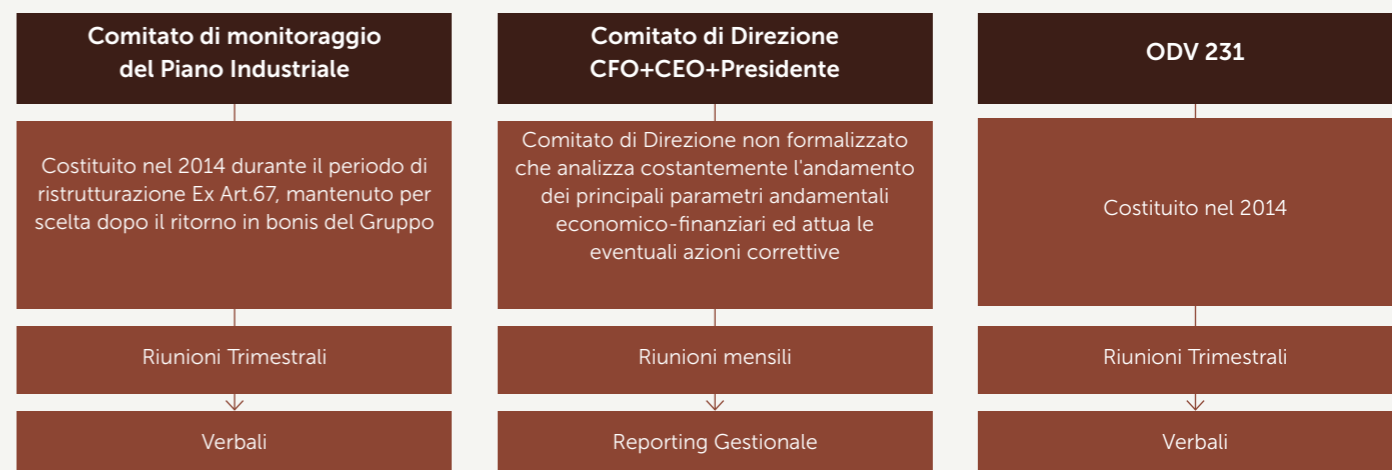 Comitato di monitoraggio
del Piano Industriale
Costituito nel 2014 durante il periodo di
ristrutturazione Ex Art.67, mantenuto per
scelta dopo il ritorno in bonis del Gruppo
Riunioni Trimestrali
Verbali
Comitato di Direzione
CFO+CEO+Presidente
Comitato di Direzione non formalizzato
che analizza costantemente l'andamento
dei principali parametri andamentali
economico-finanziari ed attua le
eventuali azioni correttive
Riunioni mensili
Reporting Gestionale
ODV 231
Costituito nel 2014
Riunioni Trimestrali
Verbali